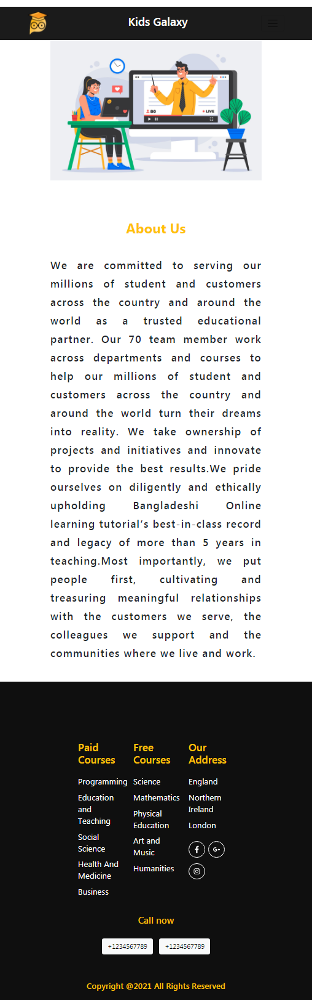 Kids Galaxy
80
LIVE
About Us
We are committed to serving our
millions of student and customers
across the country and around the
world as a trusted educational
partner. Our 70 team member work
across departments and courses to
help our millions of student and
customers across the country and
around the world turn their dreams
into reality. We take ownership of
projects and initiatives and innovate
to provide the best results.We pride
ourselves on diligently and ethically
upholding Bangladeshi Online
learning tutorial’s best-in-class record
and legacy of more than 5 years in
teaching.Most importantly, we put
people first, cultivating and
treasuring meaningful relationships
with the customers we serve, the
colleagues we support and the
communities where we live and work.
Paid
Courses
Programming
Education
and
Teaching
Social
Science
Health And
Medicine
Business
Free
Courses
Science
Mathematics
Physical
Education
Art and
Music
Humanities
Our
Address
England
Northern
Ireland
London
Call now
+1234567789 +1234567789
Copyright @2021 All Rights Reserved